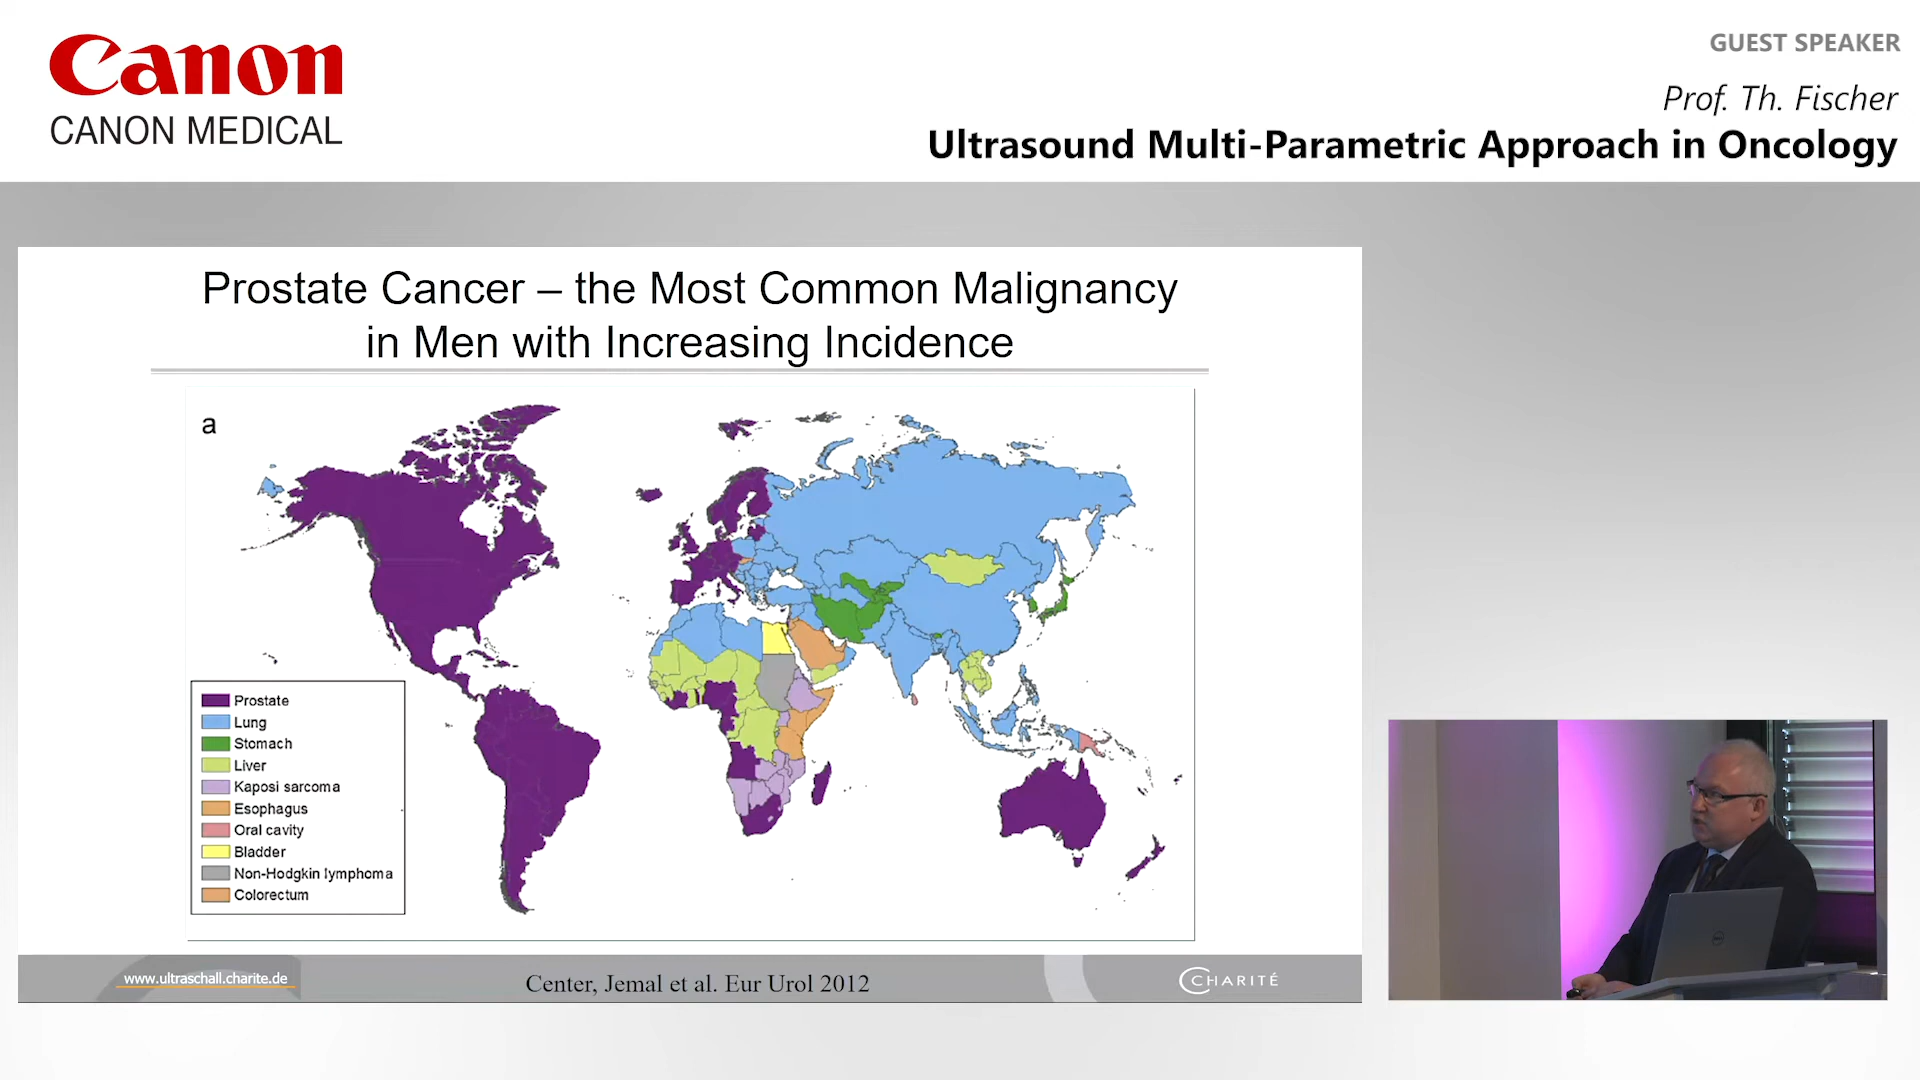 Canon
CANON MEDICAL
GUEST SPEAKER
Prof. Th. Fischer
Ultrasound Multi-Parametric Approach in Oncology
Prostate Cancer – the Most Common Malignancy
in Men with Increasing Incidence
a
Prostate
Lung
Stomach
Liver
Kaposi sarcoma
Esophagus
Oral cavity
Bladder
Non-Hodgkin lymphoma
Colorectum
www.ultraschall.charite.de
Center, Jemal et al. Eur Urol 2012
CHARITÉ